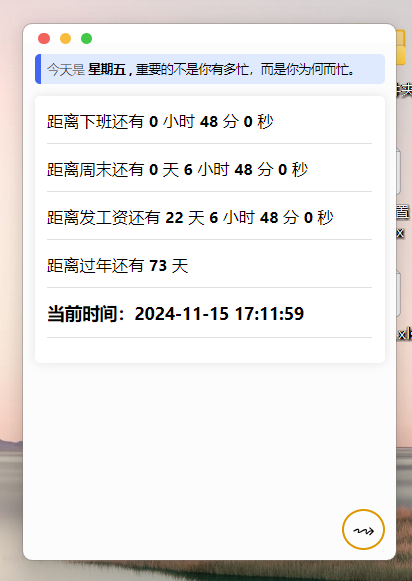 今天是 星期五 , 重要的不是你有多忙，而是你为何而忙。
距离下班还有 0 小时 48 分 0 秒
距离周末还有 0 天 6 小时 48 分 0 秒
距离发工资还有 22 天 6 小时 48 分 0 秒
距离过年还有 73 天
当前时间：2024-11-15 17:11:59
置
x